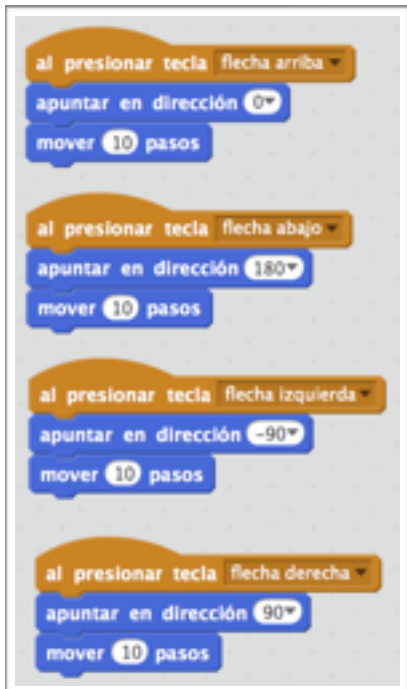 al presionar tecla flecha arriba
apuntar en dirección 0
mover 10 pasos
al presionar tecla flecha abajo
apuntar en dirección 180
mover 10 pasos
al presionar tecla flecha izquierda
apuntar en dirección -90
mover 10 pasos
al presionar tecla flecha derecha
apuntar en dirección 90
mover 10 pasos